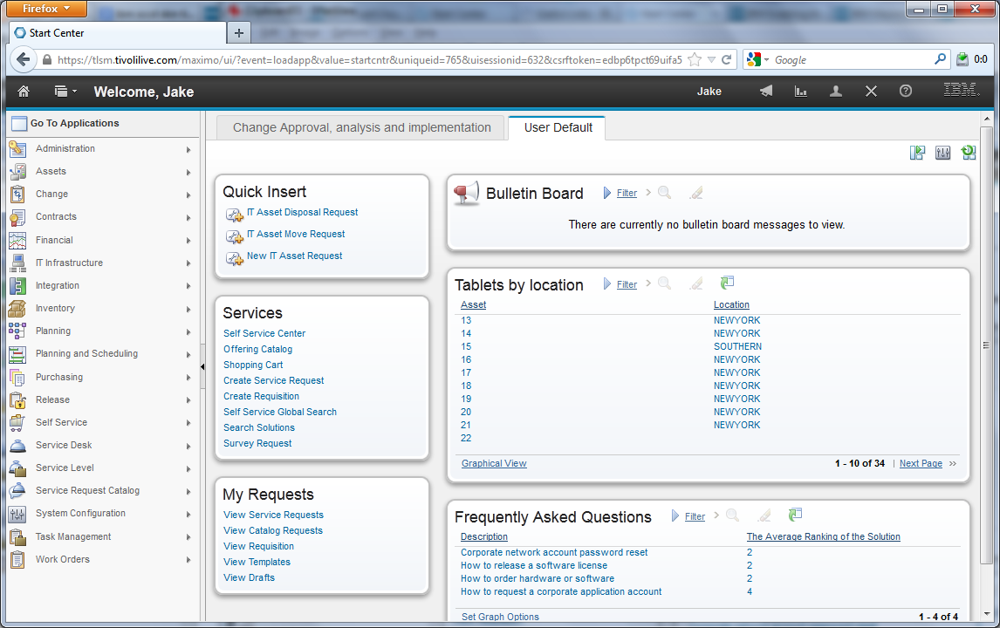 Firefox
Start Center
https://tlsm.tivolilive.com/maximo/ui/?event=loadapp&value=startcntr&uniqueid=765&uisessionid=632&csrftoken=edbp6tpct69uifa5
Google
0:0
Welcome, Jake
Jake
IBM.
Go To Applications
Administration
Assets
Change
Contracts
Financial
IT Infrastructure
Integration
Inventory
Planning
Planning and Scheduling
Purchasing
Release
Self Service
Service Desk
Service Level
Service Request Catalog
System Configuration
Task Management
Work Orders
Change Approval, analysis and implementation
User Default
Quick Insert
IT Asset Disposal Request
IT Asset Move Request
New IT Asset Request
Services
Self Service Center
Offering Catalog
Shopping Cart
Create Service Request
Create Requisition
Self Service Global Search
Search Solutions
Survey Request
My Requests
View Service Requests
View Catalog Requests
View Requisition
View Templates
View Drafts
Bulletin Board Filter
There are currently no bulletin board messages to view.
Tablets by location Filter
Asset Location
13 NEWYORK
14 NEWYORK
15 SOUTHERN
16 NEWYORK
17 NEWYORK
18 NEWYORK
19 NEWYORK
20 NEWYORK
21 NEWYORK
22
Graphical View 1 - 10 of 34 | Next Page
Frequently Asked Questions Filter
Description The Average Ranking of the Solution
Corporate network account password reset 2
How to release a software license 2
How to order hardware or software 2
How to request a corporate application account 4
Set Graph Options 1 - 4 of 4